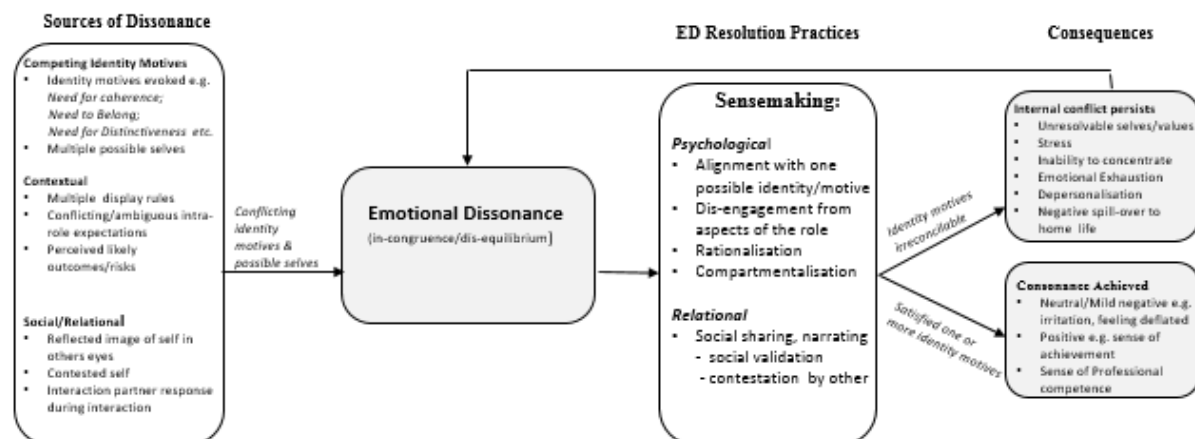 Sources of Dissonance
Competing Identity Motives
▪ Identity motives evoked e.g.
Need for coherence;
Need to Belong;
Need for Distinctiveness etc.
▪ Multiple possible selves
Contextual
▪ Multiple display rules
▪ Conflicting/ambiguous intra-
role expectations
▪ Perceived likely
outcomes/risks
Social/Relational
▪ Reflected image of self in
others eyes
▪ Contested self
▪ Interaction partner response
during interaction
Conflicting
identity
motives &
possible selves
Emotional Dissonance
(in-congruence/dis-equilibrium]
ED Resolution Practices
Sensemaking:
Psychological
▪ Alignment with one
possible identity/motive
▪ Dis-engagement from
aspects of the role
▪ Rationalisation
▪ Compartmentalisation
Relational
▪ Social sharing, narrating
- social validation
- contestation by other
Identity motives
irreconcilable
Satisfied one or
more identity motives
Consequences
Internal conflict persists
▪ Unresolvable selves/values
▪ Stress
▪ Inability to concentrate
▪ Emotional Exhaustion
▪ Depersonalisation
▪ Negative spill-over to
home life
Consonance Achieved
▪ Neutral/Mild negative e.g.
irritation, feeling deflated
▪ Positive e.g. sense of
achievement
▪ Sense of Professional
competence